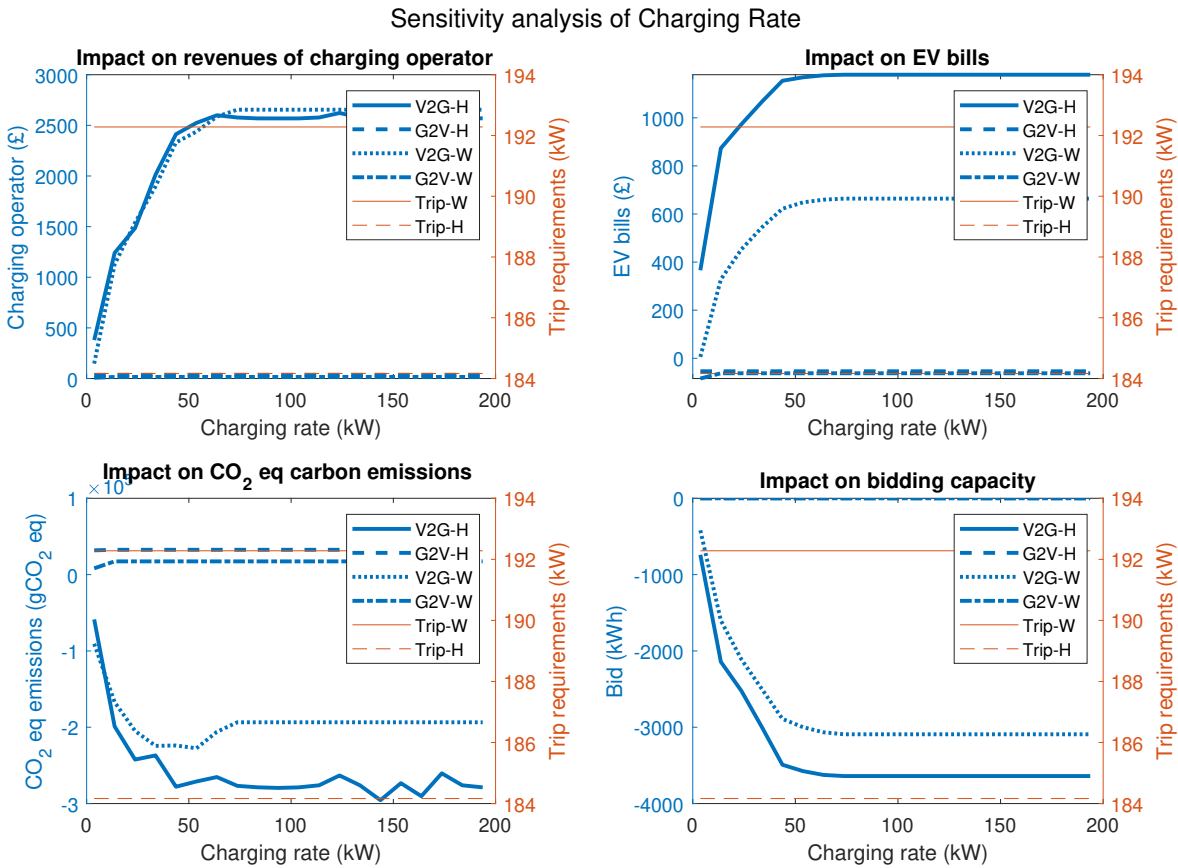 Sensitivity analysis of Charging Rate
Impact on revenues of charging operator
Charging operator (£)
3000
2500
2000
1500
1000
500
0
0 50 100 150 200
Charging rate (kW)
194
192
190
188
186
184
Trip requirements (kW)
V2G-H
G2V-H
V2G-W
G2V-W
Trip-W
Trip-H
Impact on EV bills
EV bills (£)
1000
800
600
400
200
0
0 50 100 150 200
Charging rate (kW)
194
192
190
188
186
184
Trip requirements (kW)
V2G-H
G2V-H
V2G-W
G2V-W
Trip-W
Trip-H
Impact on CO2 eq carbon emissions
CO2 eq emissions (gCO2 eq)
1
0
-1
-2
-3
0 50 100 150 200
Charging rate (kW)
194
192
190
188
186
184
Trip requirements (kW)
V2G-H
G2V-H
V2G-W
G2V-W
Trip-W
Trip-H
Impact on bidding capacity
Bid (kWh)
0
-1000
-2000
-3000
-4000
0 50 100 150 200
Charging rate (kW)
194
192
190
188
186
184
Trip requirements (kW)
V2G-H
G2V-H
V2G-W
G2V-W
Trip-W
Trip-H